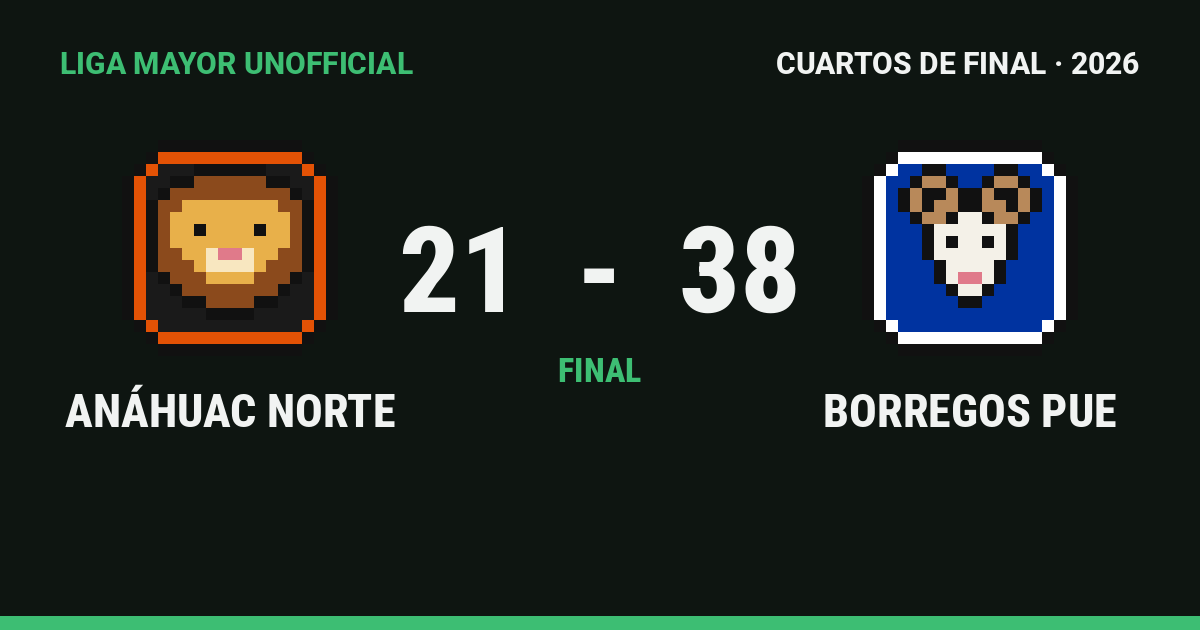 LIGA MAYOR UNOFFICIAL
CUARTOS DE FINAL · 2026
21 - 38
FINAL
ANÁHUAC NORTE
BORREGOS PUE